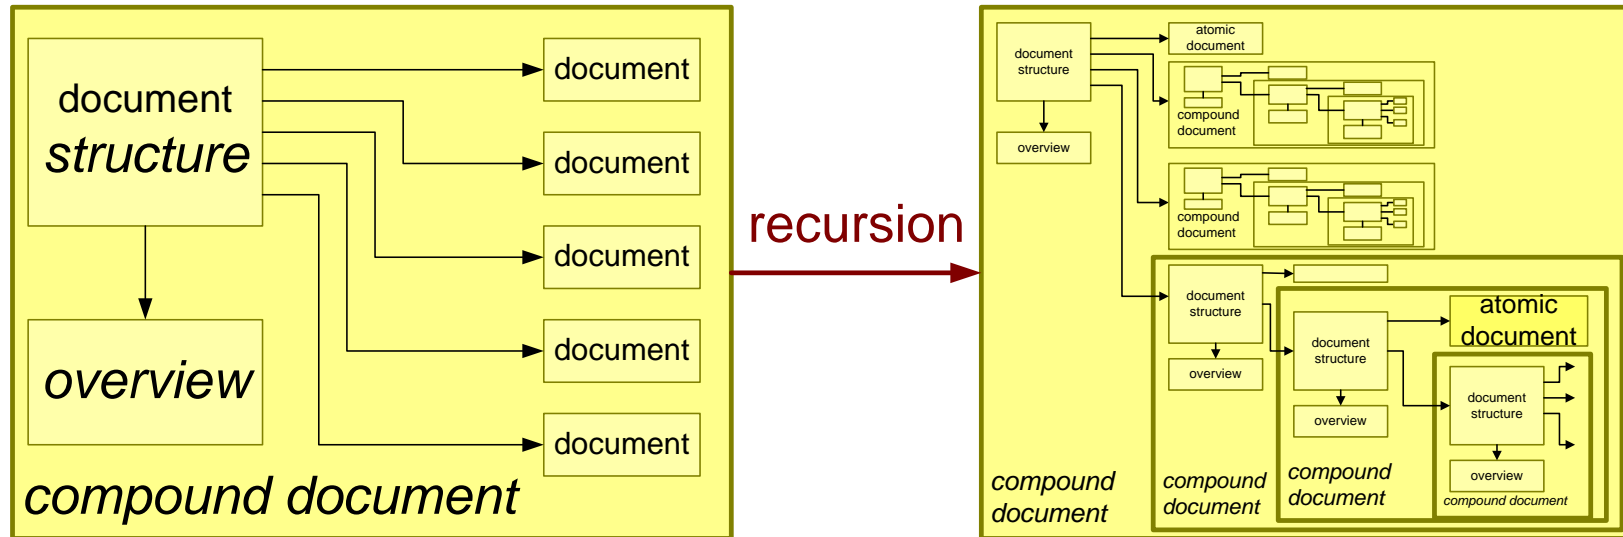 document
structure
overview
document
document
document
document
document
compound document
recursion
document
structure
overview
atomic
document
compound
document
compound
document
document
structure
overview
document
structure
overview
atomic
document
document
structure
overview
compound document
compound
document
compound
document
compound
document